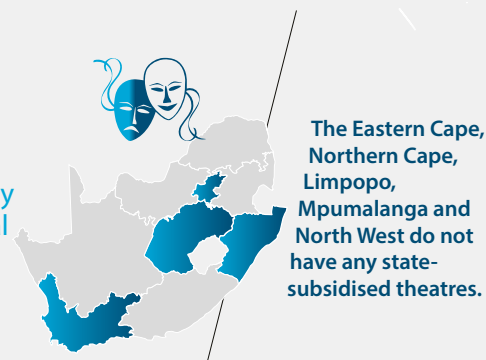 The Eastern Cape,
Northern Cape,
Limpopo,
Mpumalanga and
North West do not
have any state-
subsidised theatres.